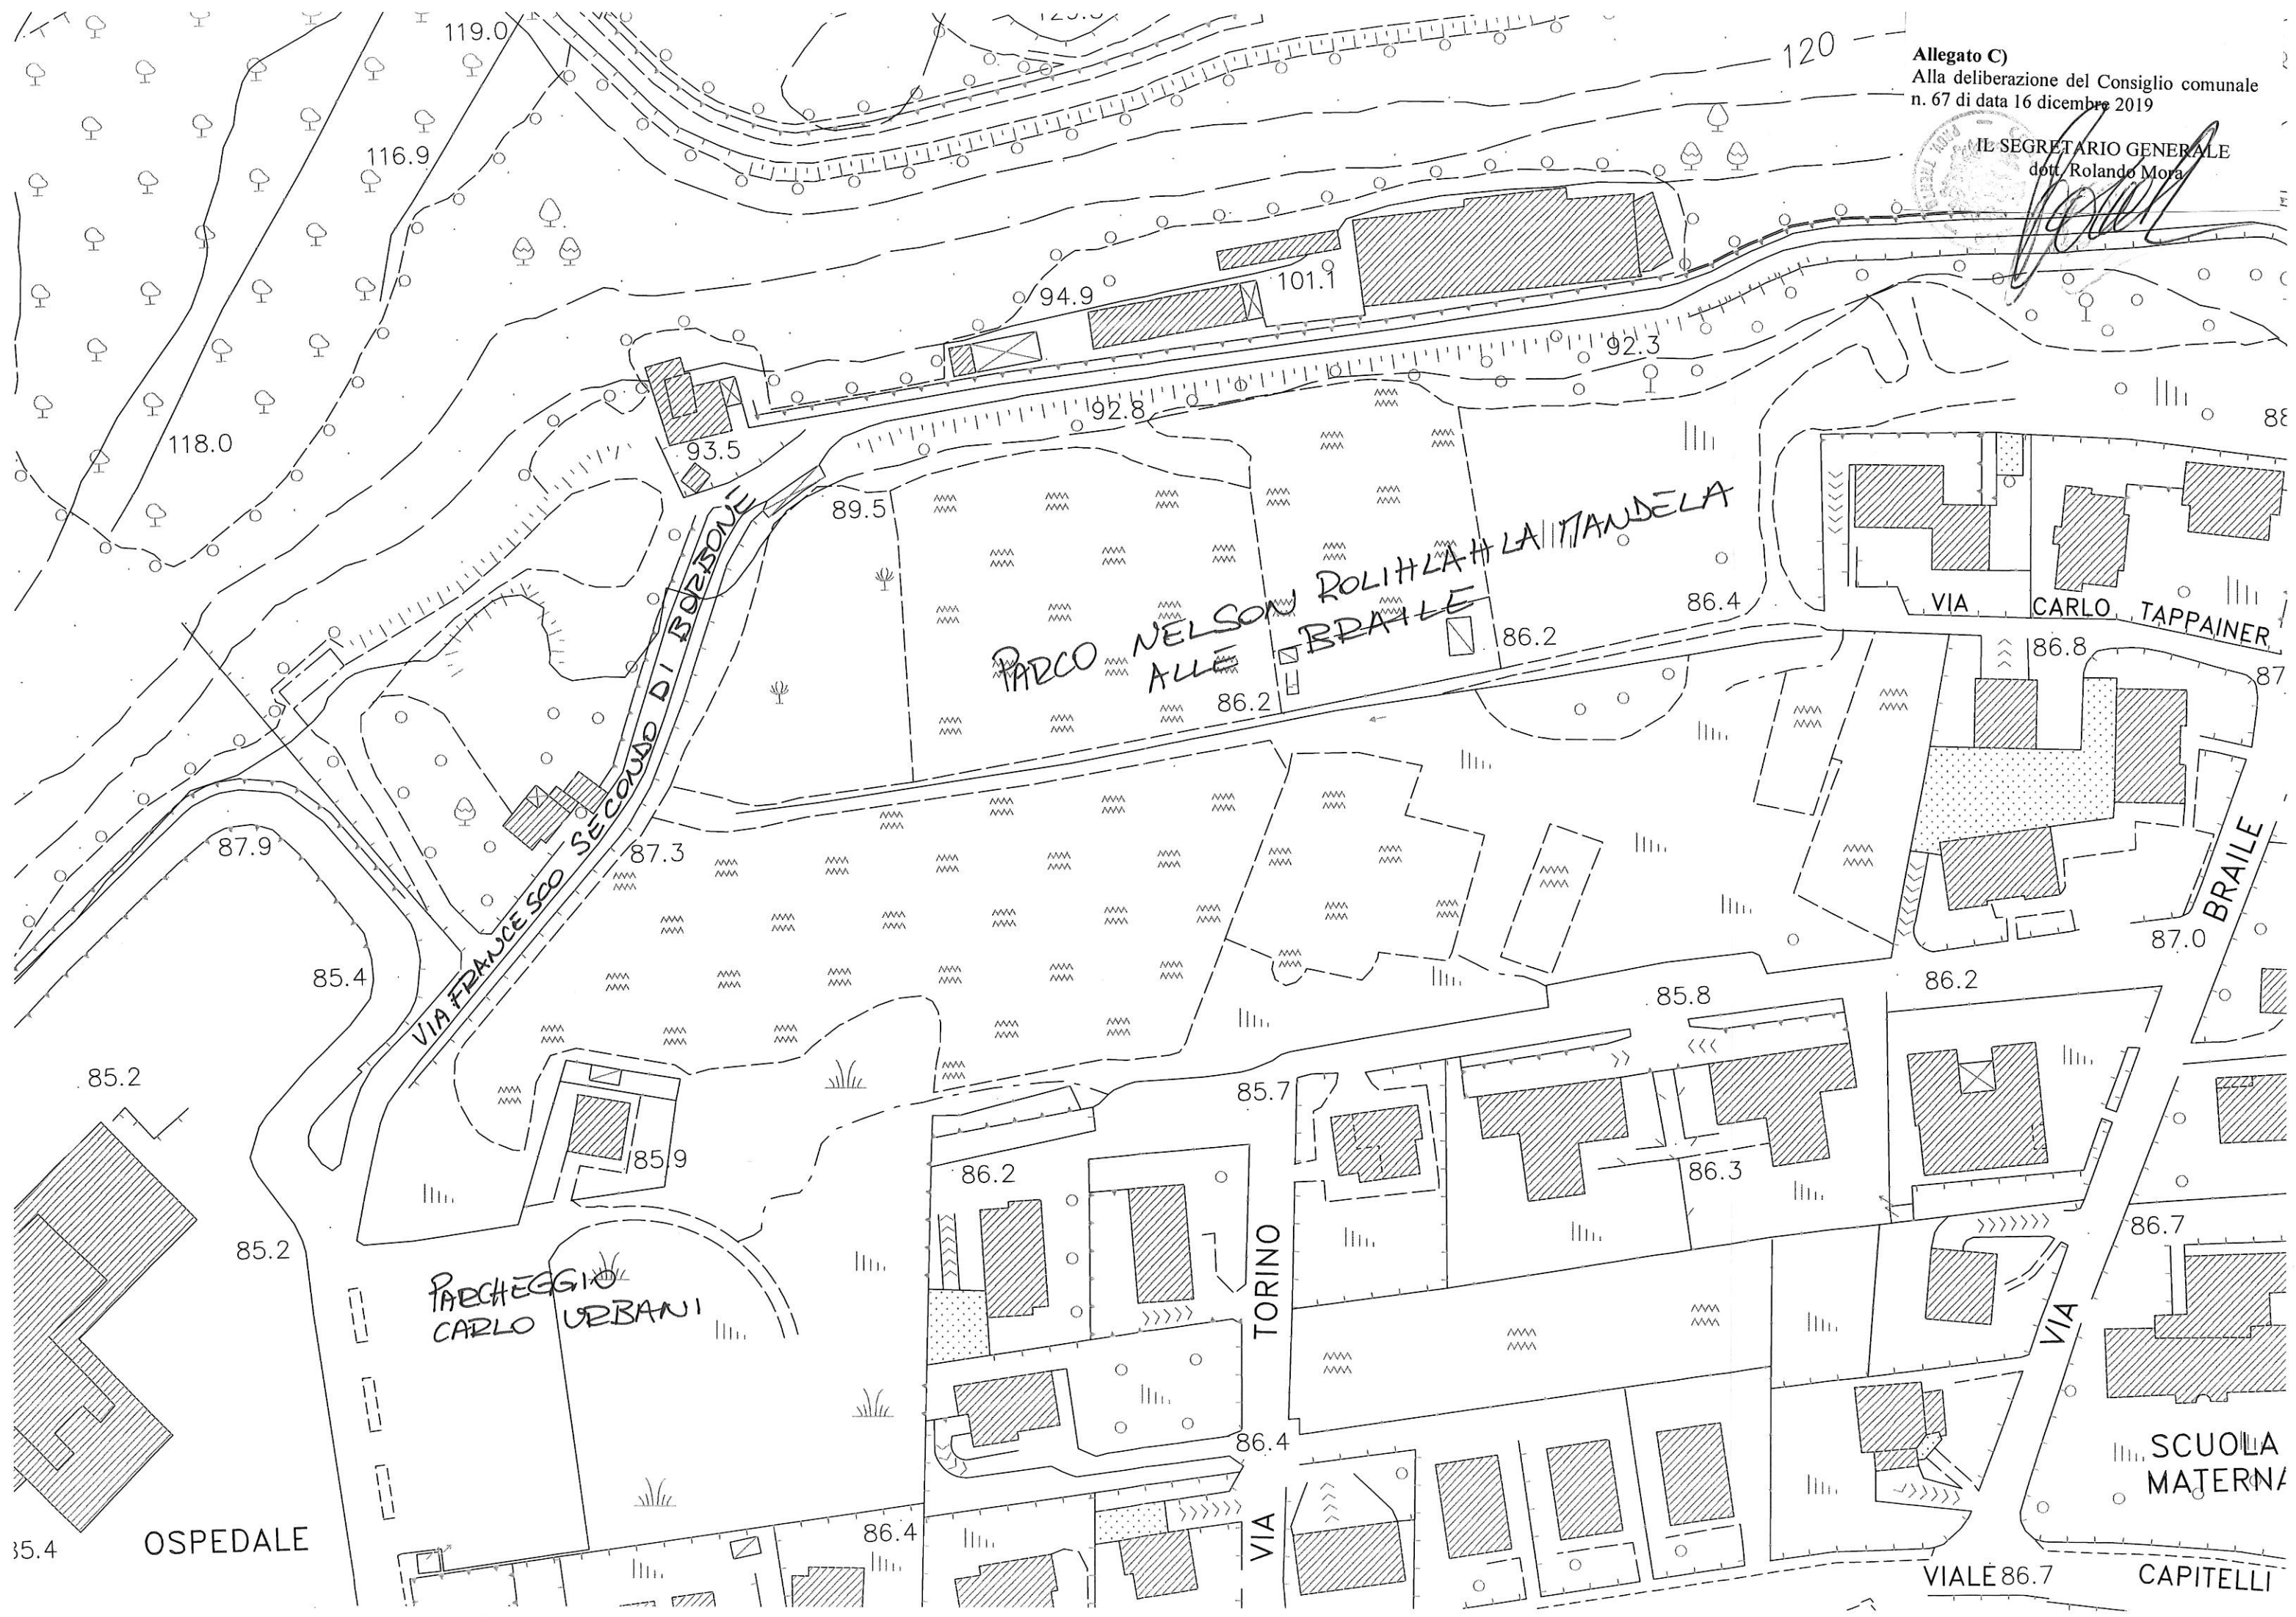 119.0
120
Allegato C)
Alla deliberazione del Consiglio comunale
n. 67 di data 16 dicembre 2019
IL SEGRETARIO GENERALE
dott. Rolando Mora
116.9
101.1
94.9
92.3
92.8
118.0
93.5
89.5
PARCO NELSON ROLIHLAHLA MANDELA
ALLE BRAILE
86.4
86.2
86.2
VIA CARLO TAPPAINER
86.8
87
VIA FRANCESCO SECONDO DI BORBONE
87.9
87.3
BRAILE
87.0
85.4
86.2
85.8
85.2
85.7
85.9
86.2
86.3
86.7
85.2
PARCHEGGIO
CARLO URBANI
TORINO
VIA
86.4
SCUOLA
MATERNA
86.4
OSPEDALE
VIA
VIALE 86.7 CAPITELLI